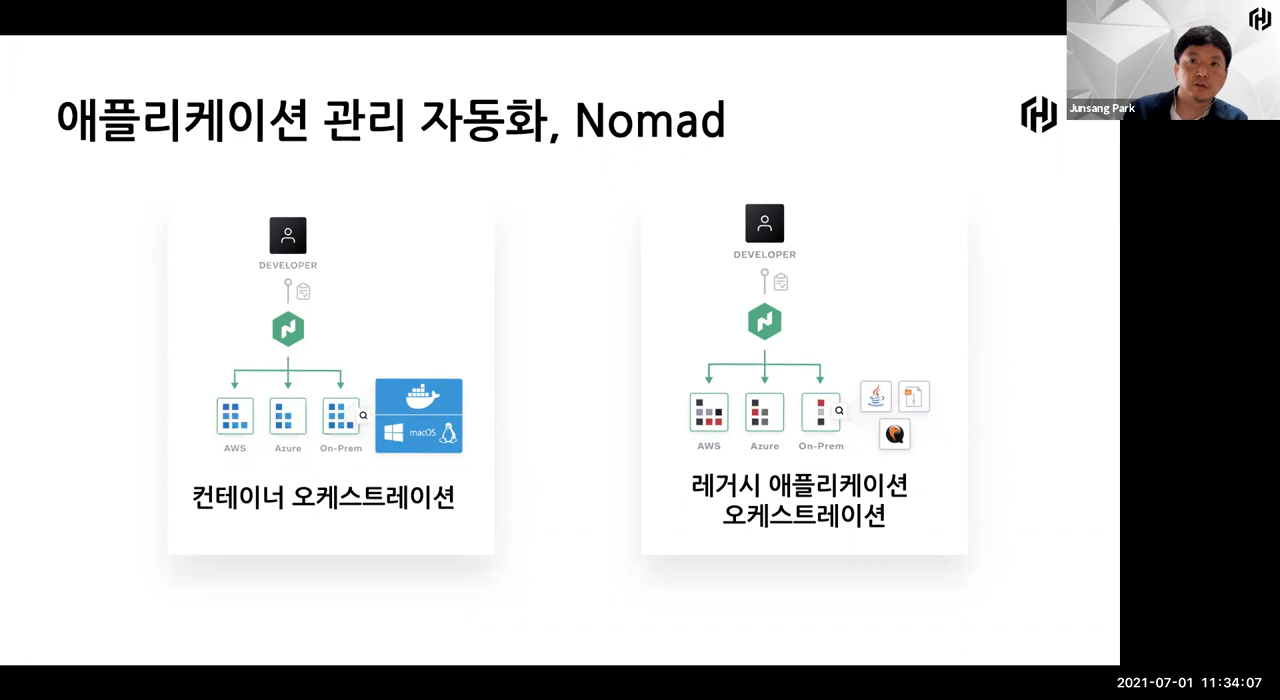 애플리케이션 관리 자동화, Nomad
Junsang Park
DEVELOPER
AWS
Azure
On-Prem
macOS
컨테이너 오케스트레이션
DEVELOPER
AWS
Azure
On-Prem
레거시 애플리케이션
오케스트레이션
2021-07-01 11:34:07